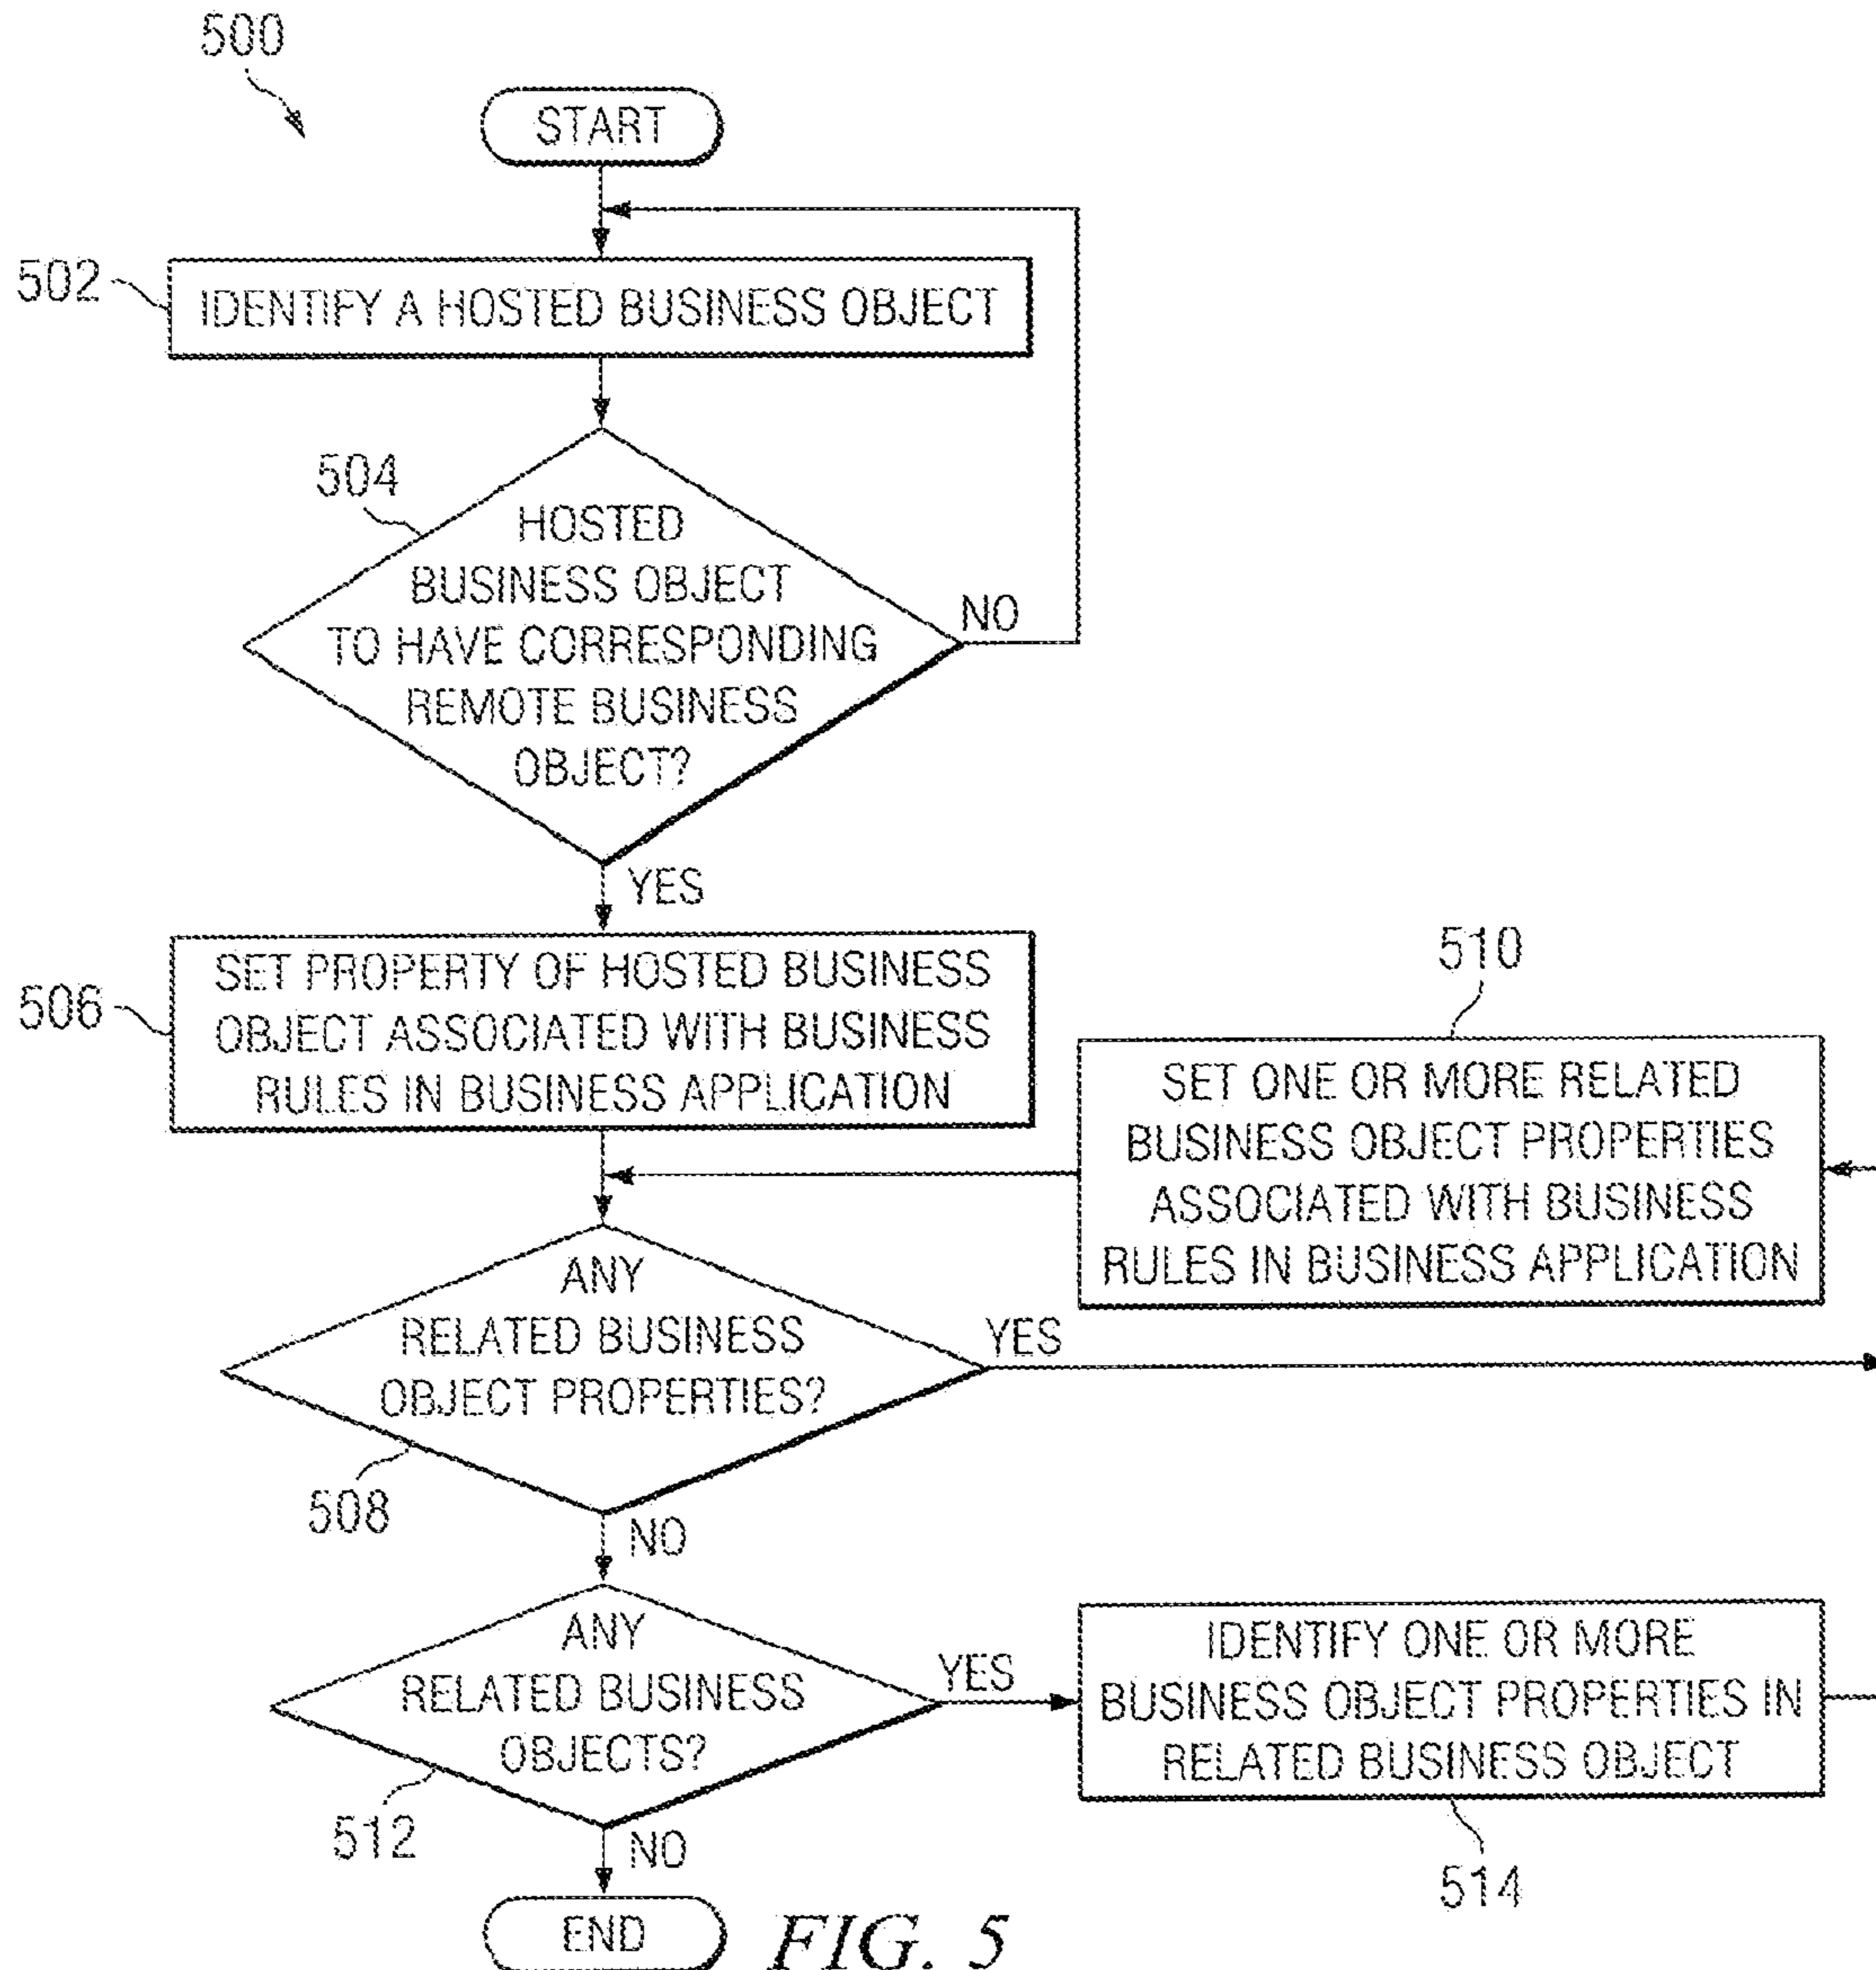 500
START
502
IDENTIFY A HOSTED BUSINESS OBJECT
504
HOSTED
BUSINESS OBJECT
TO HAVE CORRESPONDING
REMOTE BUSINESS
OBJECT?
NO
YES
506
SET PROPERTY OF HOSTED BUSINESS
OBJECT ASSOCIATED WITH BUSINESS
RULES IN BUSINESS APPLICATION
510
SET ONE OR MORE RELATED
BUSINESS OBJECT PROPERTIES
ASSOCIATED WITH BUSINESS
RULES IN BUSINESS APPLICATION
ANY
RELATED BUSINESS
OBJECT PROPERTIES?
YES
508
NO
ANY
RELATED BUSINESS
OBJECTS?
YES
IDENTIFY ONE OR MORE
BUSINESS OBJECT PROPERTIES IN
RELATED BUSINESS OBJECT
512
NO
514
END
FIG. 5